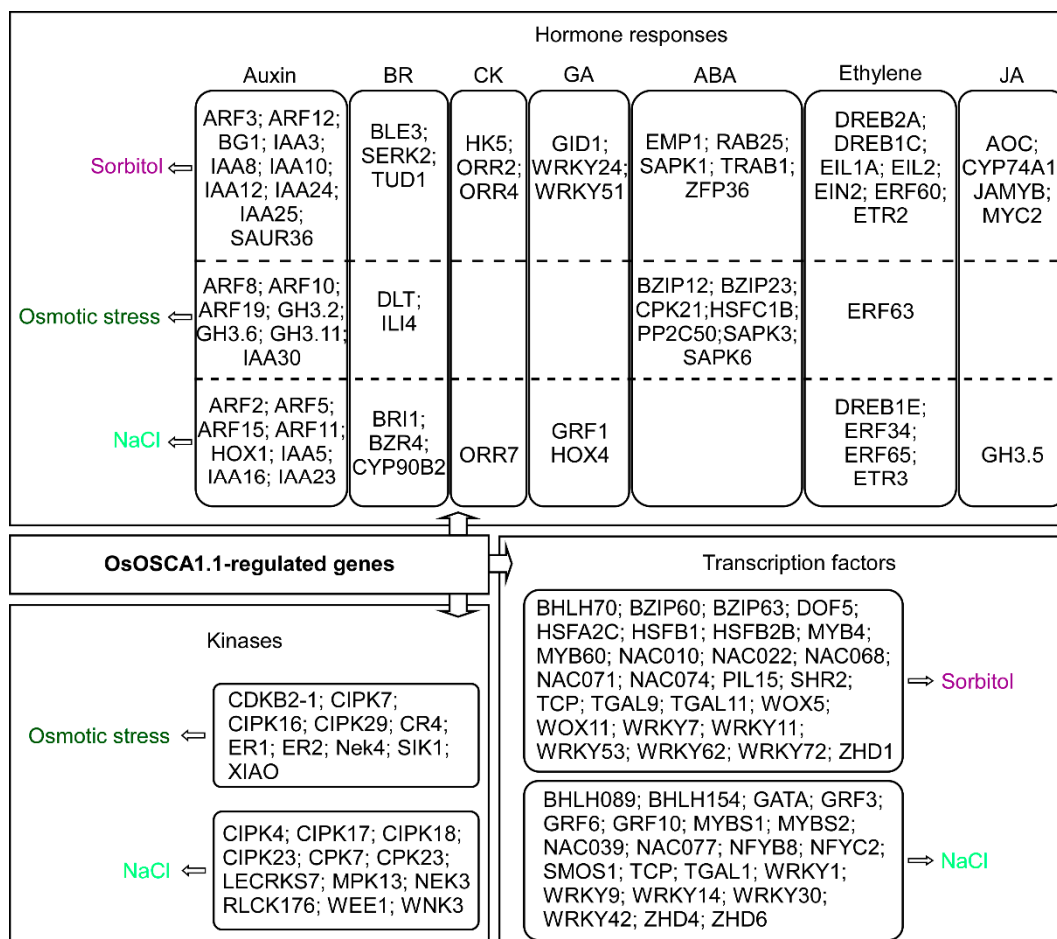 Hormone responses
Auxin
BR
CK
GA
ABA
Ethylene
JA
Sorbitol
ARF3; ARF12;
BG1; IAA3;
IAA8; IAA10;
IAA12; IAA24;
IAA25;
SAUR36
BLE3;
SERK2;
TUD1
HK5;
ORR2;
ORR4
GID1;
WRKY24;
WRKY51
EMP1; RAB25;
SAPK1; TRAB1;
ZFP36
DREB2A;
DREB1C;
EIL1A; EIL2;
EIN2; ERF60;
ETR2
AOC;
CYP74A1
JAMYB;
MYC2
Osmotic stress
ARF8; ARF10;
ARF19; GH3.2;
GH3.6; GH3.11;
IAA30
DLT;
ILI4
BZIP12; BZIP23;
CPK21;HSFC1B;
PP2C50;SAPK3;
SAPK6
ERF63
NaCl
ARF2; ARF5;
ARF15; ARF11;
HOX1; IAA5;
IAA16; IAA23
BRI1;
BZR4;
CYP90B2
ORR7
GRF1
HOX4
DREB1E;
ERF34;
ERF65;
ETR3
GH3.5
OsOSCA1.1-regulated genes
Kinases
Osmotic stress
CDKB2-1; CIPK7;
CIPK16; CIPK29; CR4;
ER1; ER2; Nek4; SIK1;
XIAO
NaCl
CIPK4; CIPK17; CIPK18;
CIPK23; CPK7; CPK23;
LECRKS7; MPK13; NEK3
RLCK176; WEE1; WNK3
Transcription factors
BHLH70; BZIP60; BZIP63; DOF5;
HSFA2C; HSFB1; HSFB2B; MYB4;
MYB60; NAC010; NAC022; NAC068;
NAC071; NAC074; PIL15; SHR2;
TCP; TGAL9; TGAL11; WOX5;
WOX11; WRKY7; WRKY11;
WRKY53; WRKY62; WRKY72; ZHD1
Sorbitol
BHLH089; BHLH154; GATA; GRF3;
GRF6; GRF10; MYBS1; MYBS2;
NAC039; NAC077; NFYB8; NFYC2;
SMOS1; TCP; TGAL1; WRKY1;
WRKY9; WRKY14; WRKY30;
WRKY42; ZHD4; ZHD6
NaCl